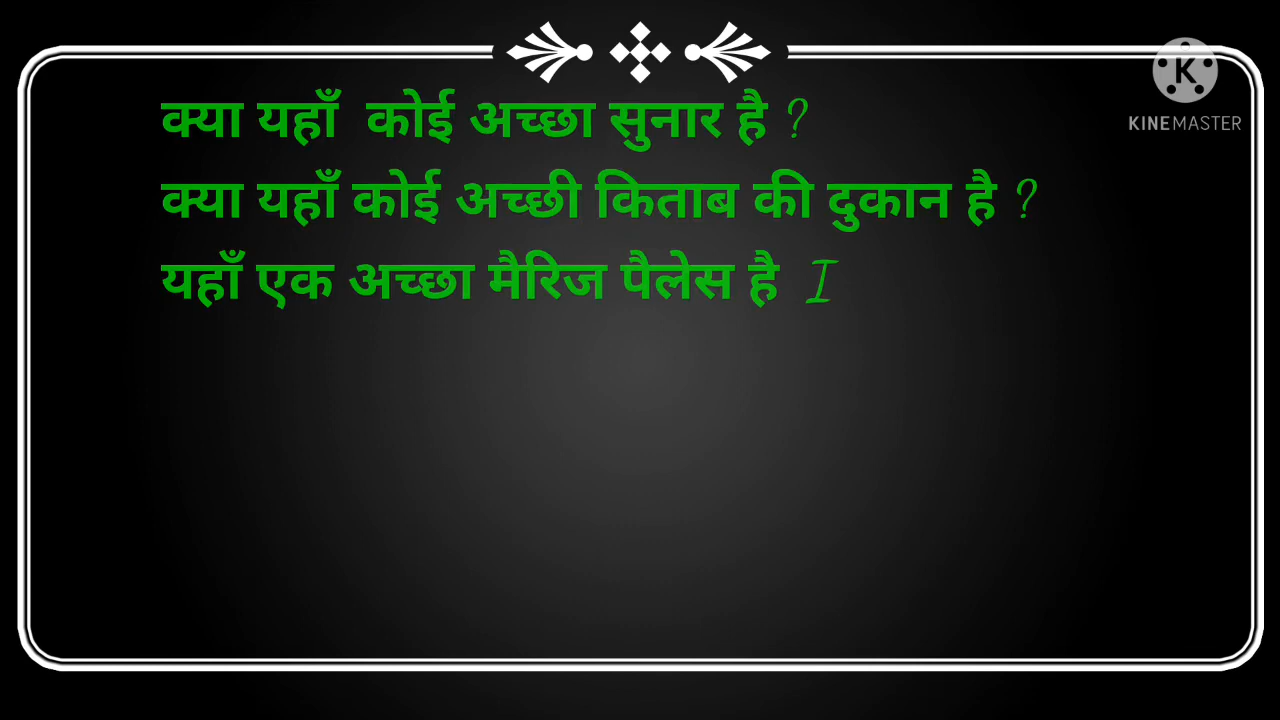 क्या यहाँ कोई अच्छा सुनार है ?
क्या यहाँ कोई अच्छी किताब की दुकान है ?
यहाँ एक अच्छा मैरिज पैलेस है I
K
KINEMASTER